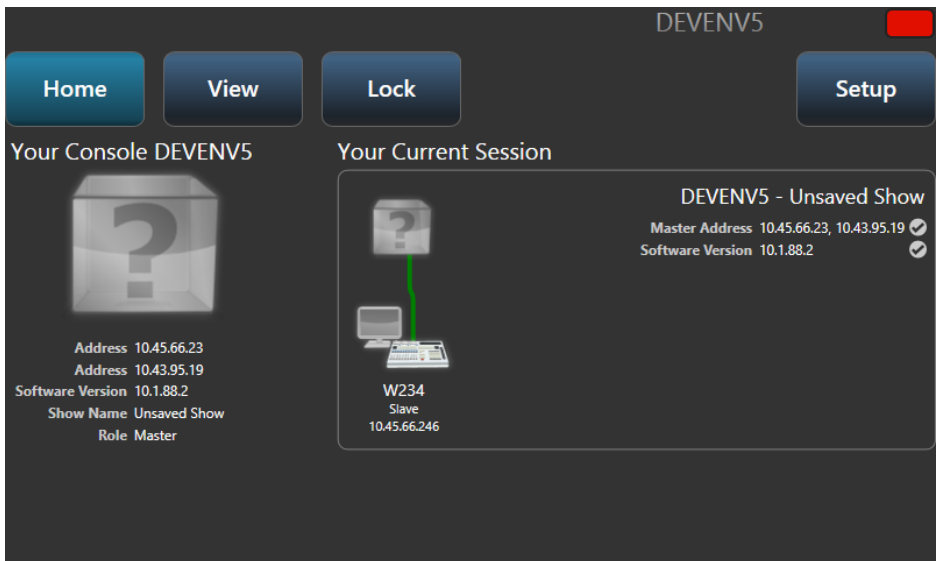 DEVENV5
Home
View
Lock
Setup
Your Console DEVENV5
Address 10.45.66.23
Address 10.43.95.19
Software Version 10.1.88.2
Show Name Unsaved Show
Role Master
Your Current Session
DEVENV5 - Unsaved Show
Master Address 10.45.66.23, 10.43.95.19
Software Version 10.1.88.2
?
?
W234
Slave
10.45.66.246